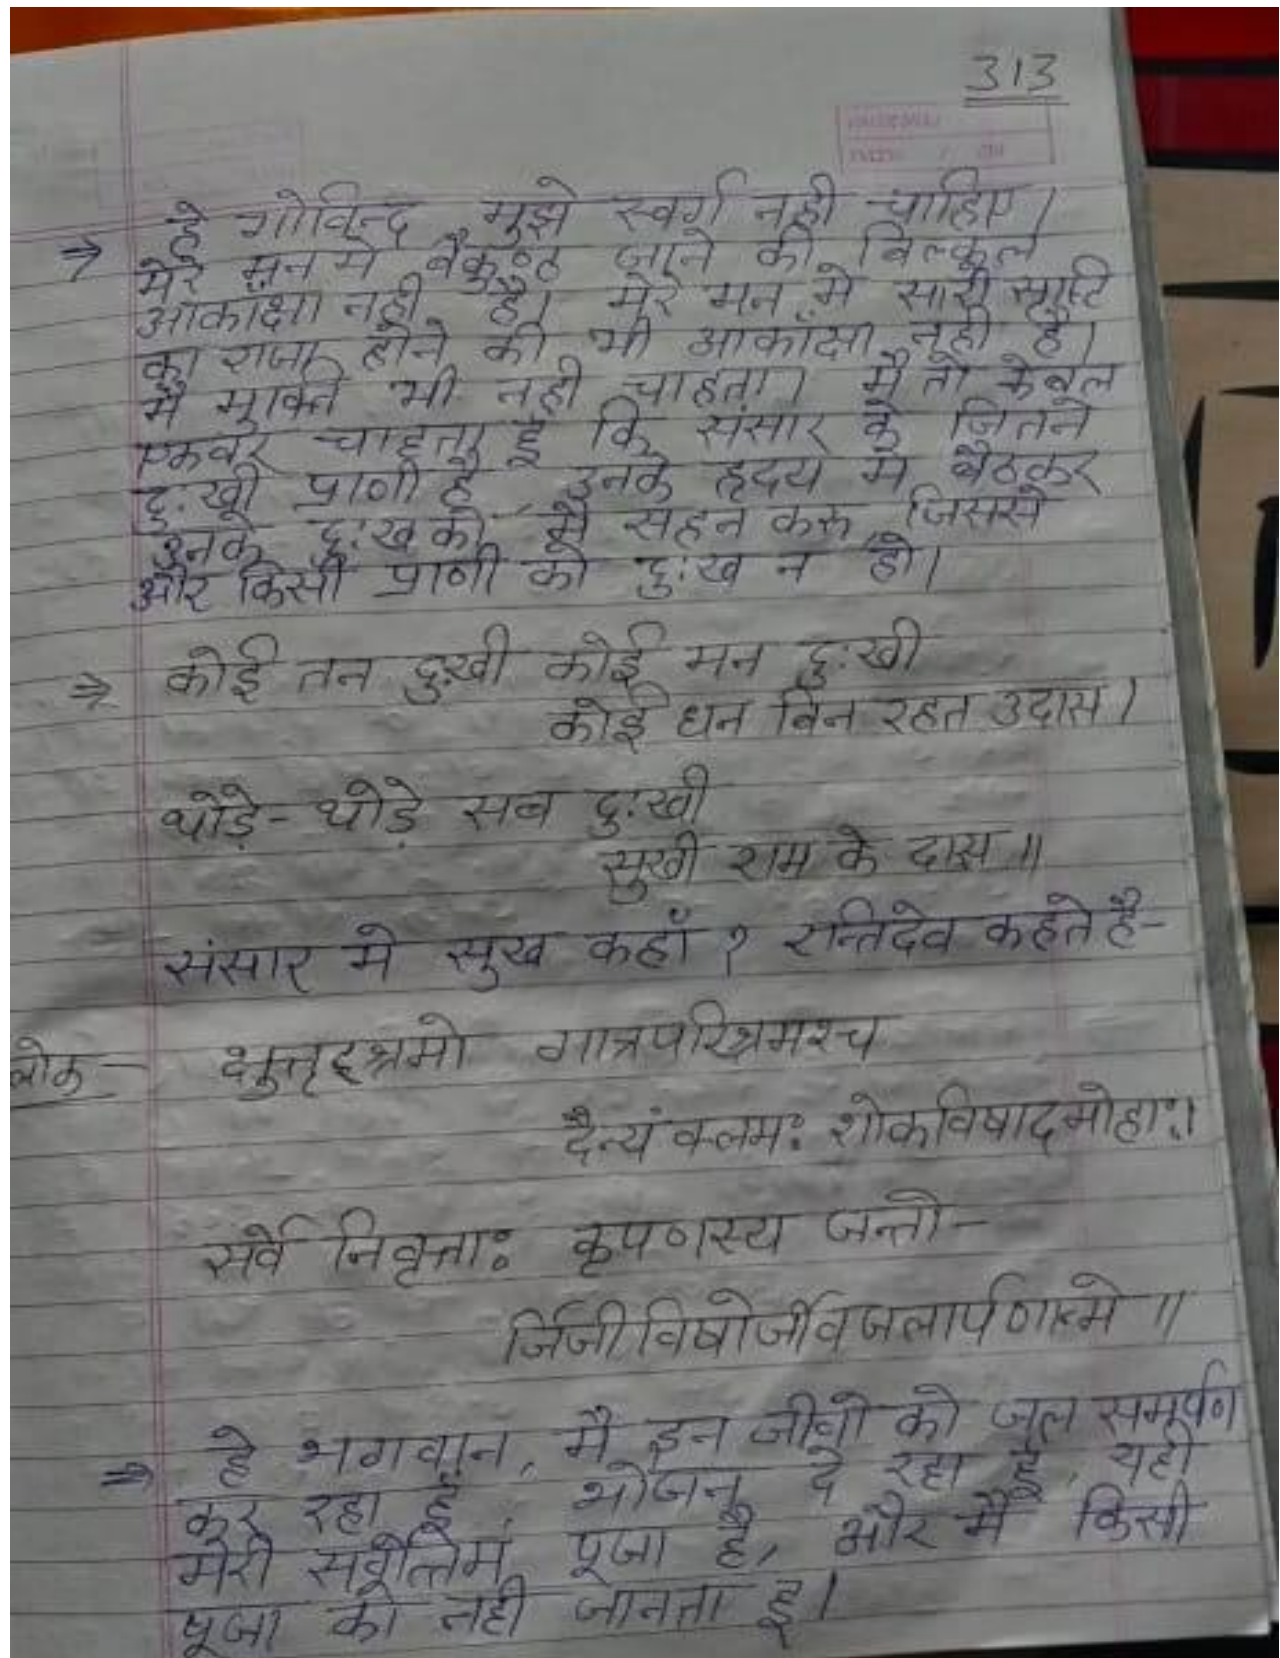 313
⇒ हे गोविन्द मुझे स्वर्ग नही चाहिए।
मेरे मन मे बैकुण्ठ जाने की बिल्कुल
आकांक्षा नही है। मेरे मन मे सारी सृष्टि
का राजा होने की भी आकांक्षा नही है।
मै मुक्ति भी नही चाहता। मै तो केवल
एकवर चाहता हूँ कि संसार के जितने
दुःखी प्राणी है उनके हृदय मे बैठकर
उनके दुःख को मै सहन करू जिससे
और किसी प्राणी को दुःख न हो।
⇒ कोई तन दुःखी कोई मन दुःखी
कोई धन बिन रहत उदास।
थोड़े-थोड़े सब दुःखी
सुखी राम के दास॥
संसार मे सुख कहाँ? रन्तिदेव कहते है-
लोक- क्षुत्तृट्श्रमो गात्रपरिश्रमश्च
दैन्यं क्लमः शोकविषादमोहाः।
सर्वे निवृत्ताः कृपणस्य जन्तो-
र्जिजीविषोर्जीवजलार्पणान्मे॥
⇒ हे भगवान, मै इन जीवो को जल समर्पण
कर रहा हूँ, भोजन दे रहा हूँ, यही
मेरी सर्वोत्तम पूजा है, और मै किसी
पूजा को नही जानता हू।